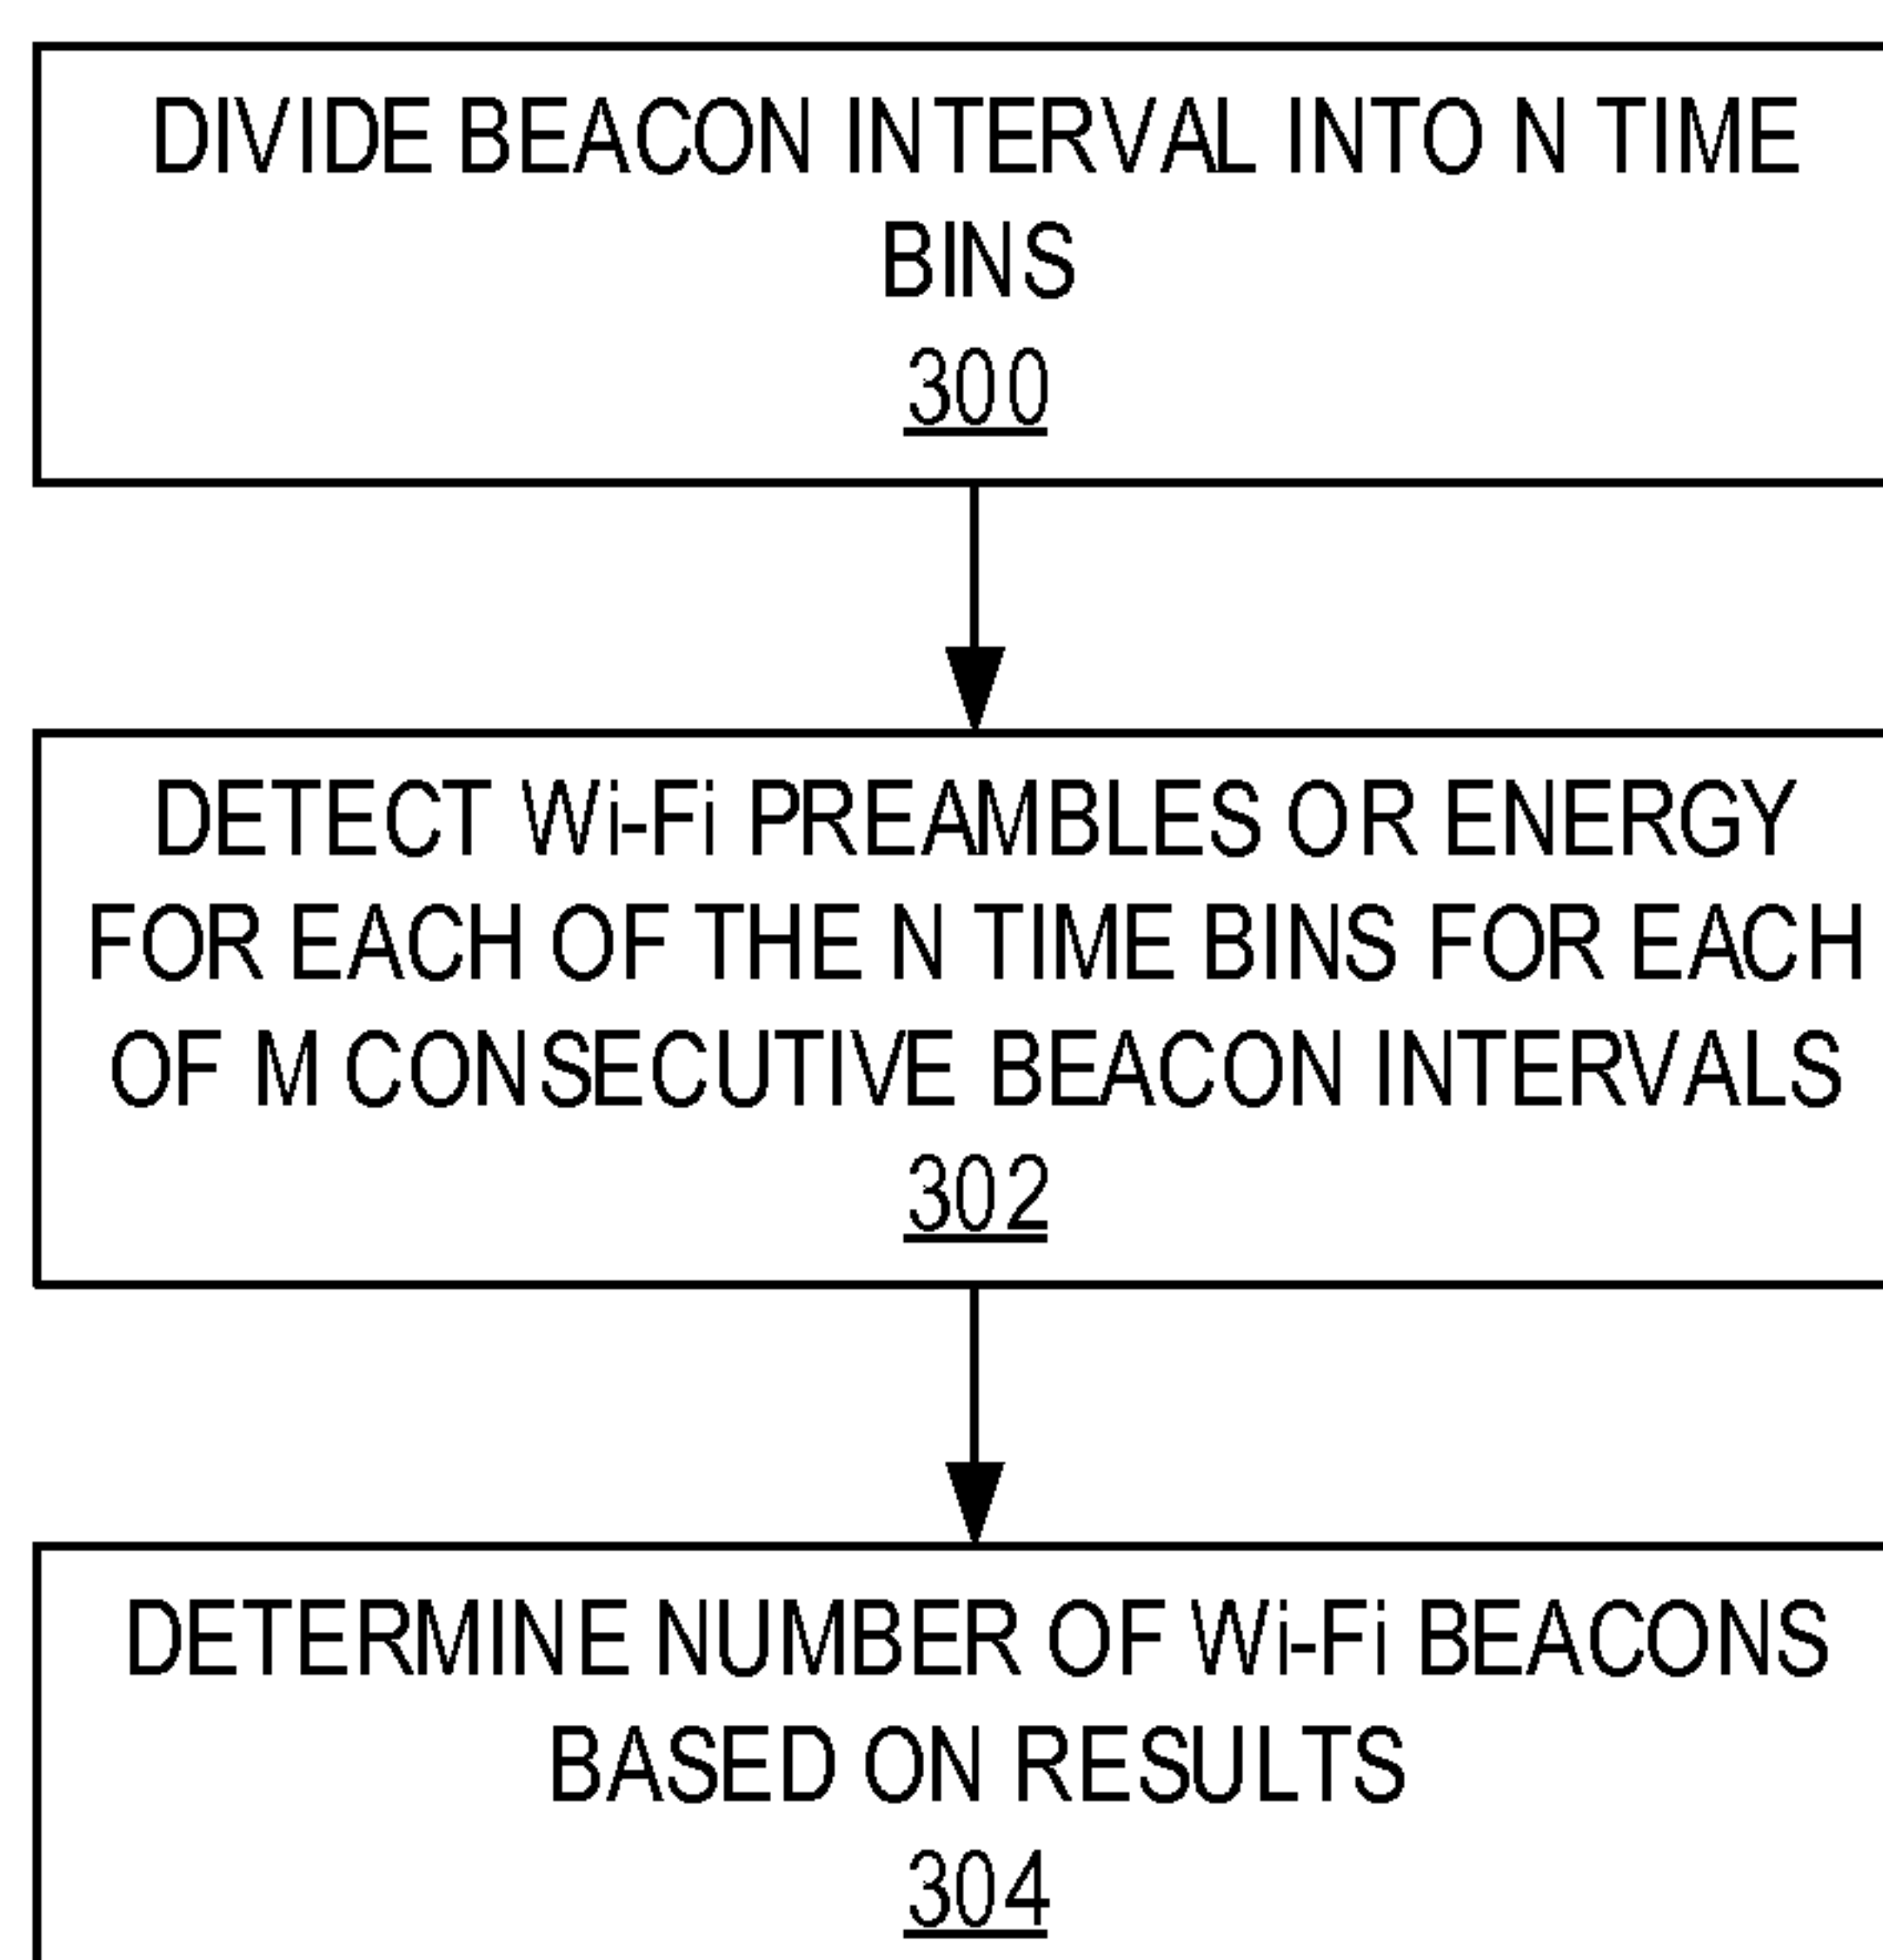 DIVIDE BEACON INTERVAL INTO N TIME
BINS
300
DETECT Wi-Fi PREAMBLES OR ENERGY
FOR EACH OF THE N TIME BINS FOR EACH
OF M CONSECUTIVE BEACON INTERVALS
302
DETERMINE NUMBER OF Wi-Fi BEACONS
BASED ON RESULTS
304